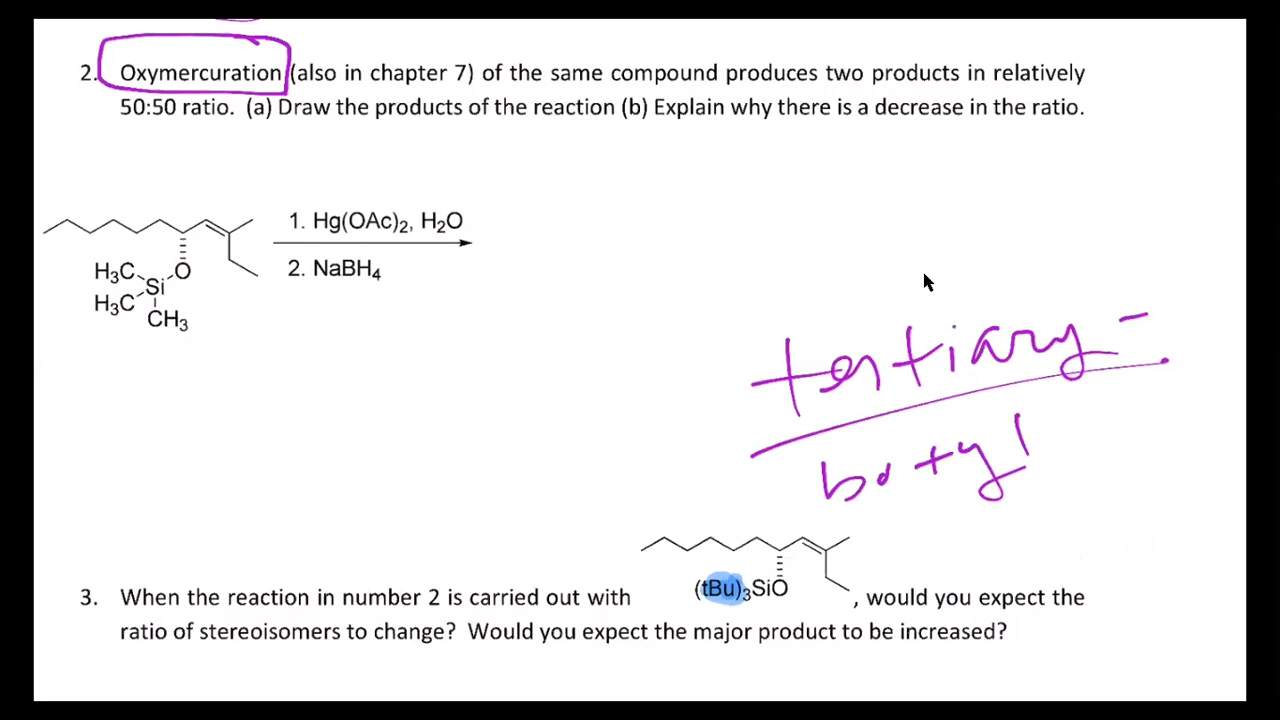 2. Oxymercuration (also in chapter 7) of the same compound produces two products in relatively
50:50 ratio. (a) Draw the products of the reaction (b) Explain why there is a decrease in the ratio.
1. Hg(OAc)2, H2O
2. NaBH4
H3C
O
Si
H3C
CH3
tertiary -
3. When the reaction in number 2 is carried out with (tBu)3SiO , would you expect the
ratio of stereoisomers to change? Would you expect the major product to be increased?